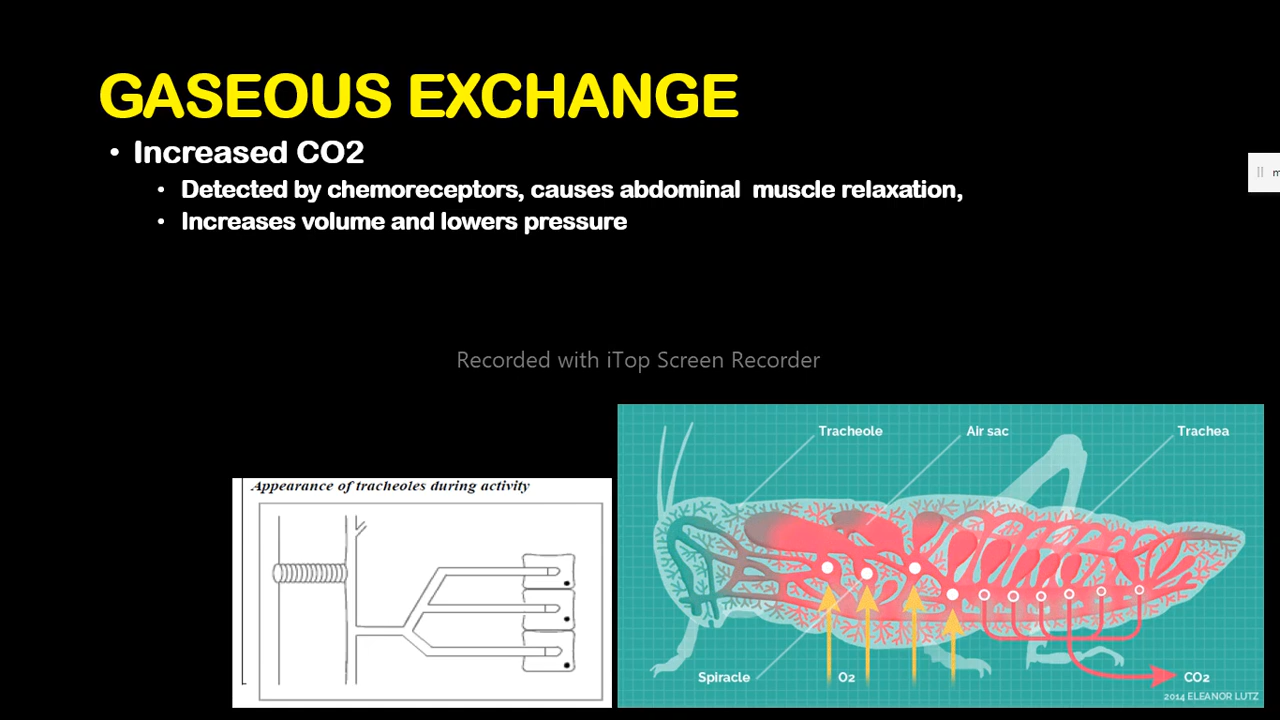 GASEOUS EXCHANGE
• Increased CO2
• Detected by chemoreceptors, causes abdominal  muscle relaxation,
• Increases volume and lowers pressure
Recorded with iTop Screen Recorder
Appearance of tracheoles during activity
Tracheole
Air sac
Trachea
Spiracle
O2
CO2
2014 ELEANOR LUTZ